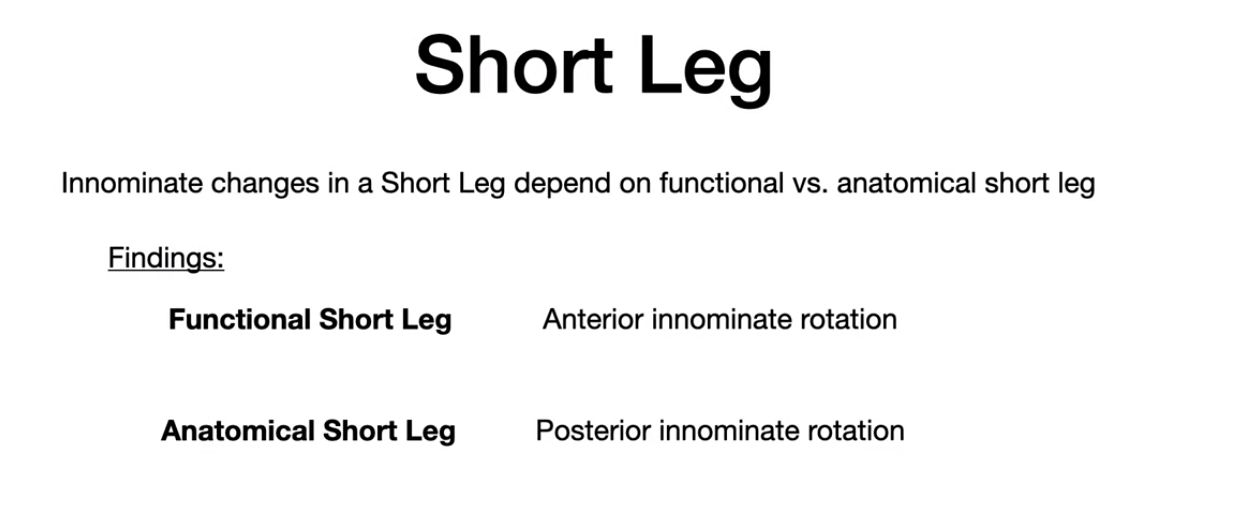 Short Leg
Innominate changes in a Short Leg depend on functional vs. anatomical short leg
Findings:
Functional Short Leg Anterior innominate rotation
Anatomical Short Leg Posterior innominate rotation